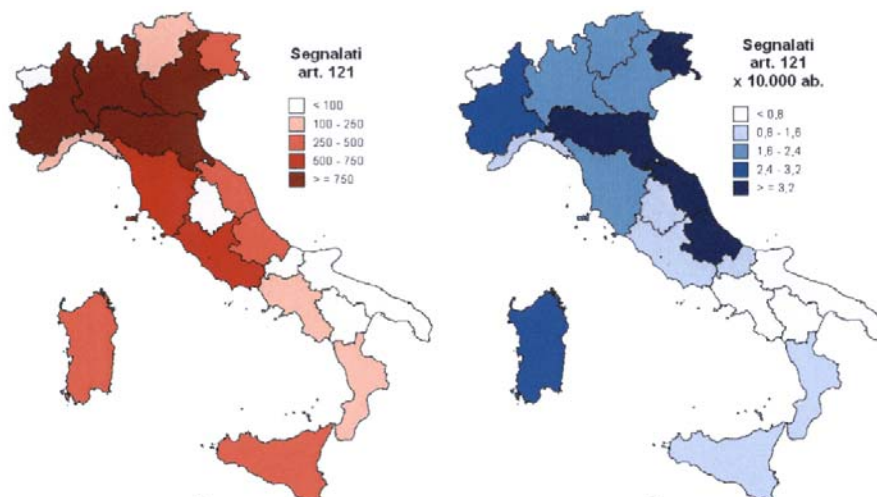 Segnalati
art. 121
< 100
100 - 250
250 - 500
500 - 750
> = 750
Segnalati
art. 121
x 10.000 ab.
< 0,8
0,8 - 1,6
1,6 - 2,4
2,4 - 3,2
> = 3,2